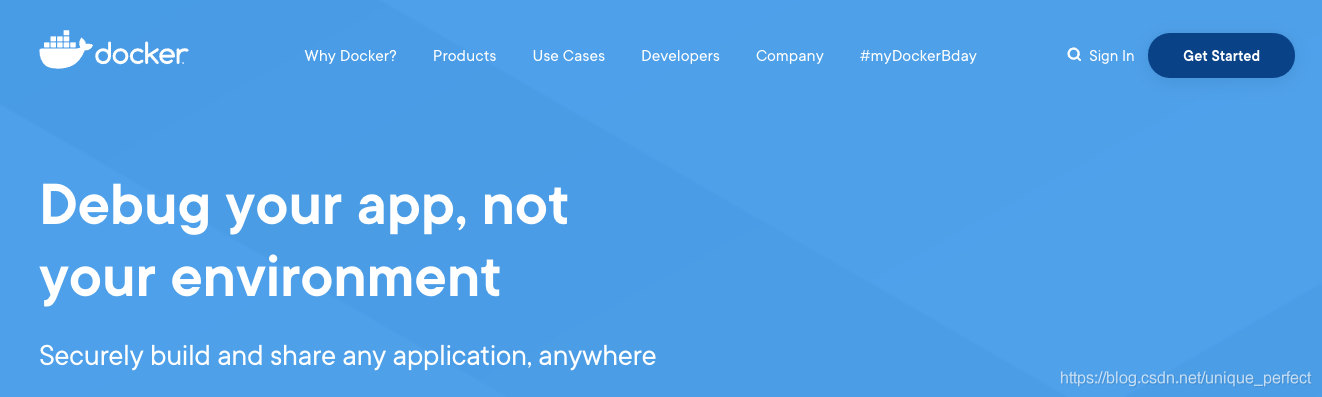 docker
Why Docker? Products Use Cases Developers Company #myDockerBday Sign In Get Started
Debug your app, not
your environment
Securely build and share any application, anywhere
https://blog.csdn.net/unique_perfect